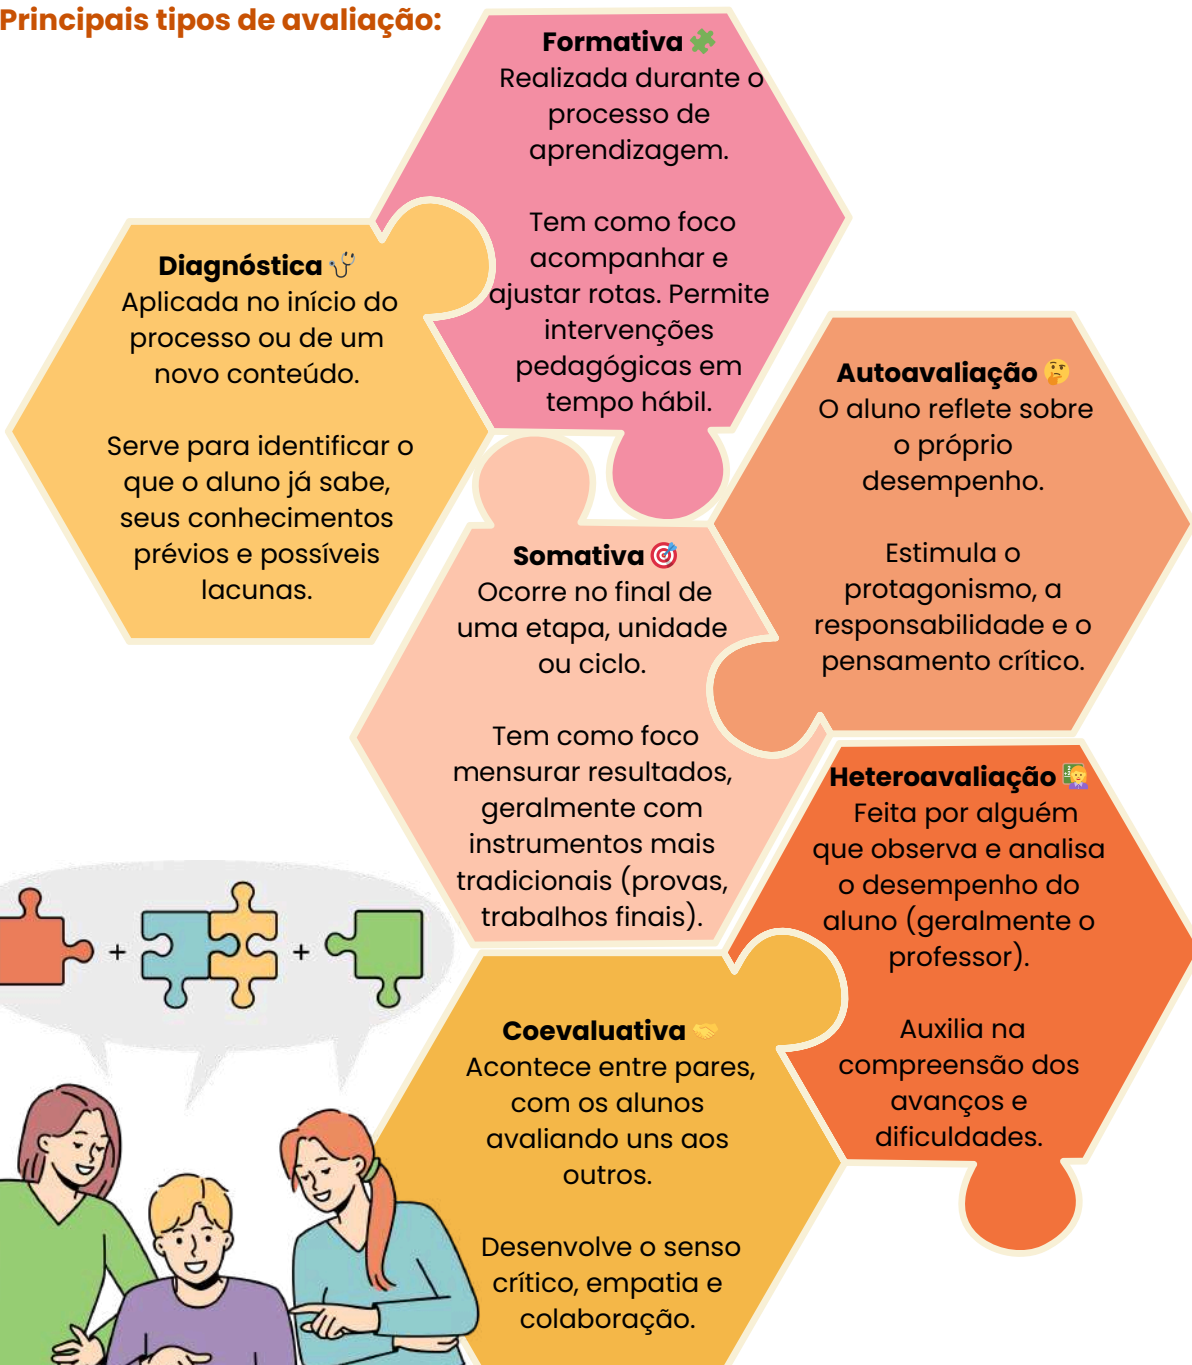 Principais tipos de avaliação:
Formativa 🧩
Realizada durante o
processo de
aprendizagem.
Tem como foco
acompanhar e
ajustar rotas. Permite
intervenções
pedagógicas em
tempo hábil.
Diagnóstica 🩺
Aplicada no início do
processo ou de um
novo conteúdo.
Serve para identificar o
que o aluno já sabe,
seus conhecimentos
prévios e possíveis
lacunas.
Autoavaliação 🤔
O aluno reflete sobre
o próprio
desempenho.
Estimula o
protagonismo, a
responsabilidade e o
pensamento crítico.
Somativa 🎯
Ocorre no final de
uma etapa, unidade
ou ciclo.
Tem como foco
mensurar resultados,
geralmente com
instrumentos mais
tradicionais (provas,
trabalhos finais).
Heteroavaliação 👩‍🏫
Feita por alguém
que observa e analisa
o desempenho do
aluno (geralmente o
professor).
Auxilia na
compreensão dos
avanços e
dificuldades.
+ +
Coevaluativa 🤝
Acontece entre pares,
com os alunos
avaliando uns aos
outros.
Desenvolve o senso
crítico, empatia e
colaboração.